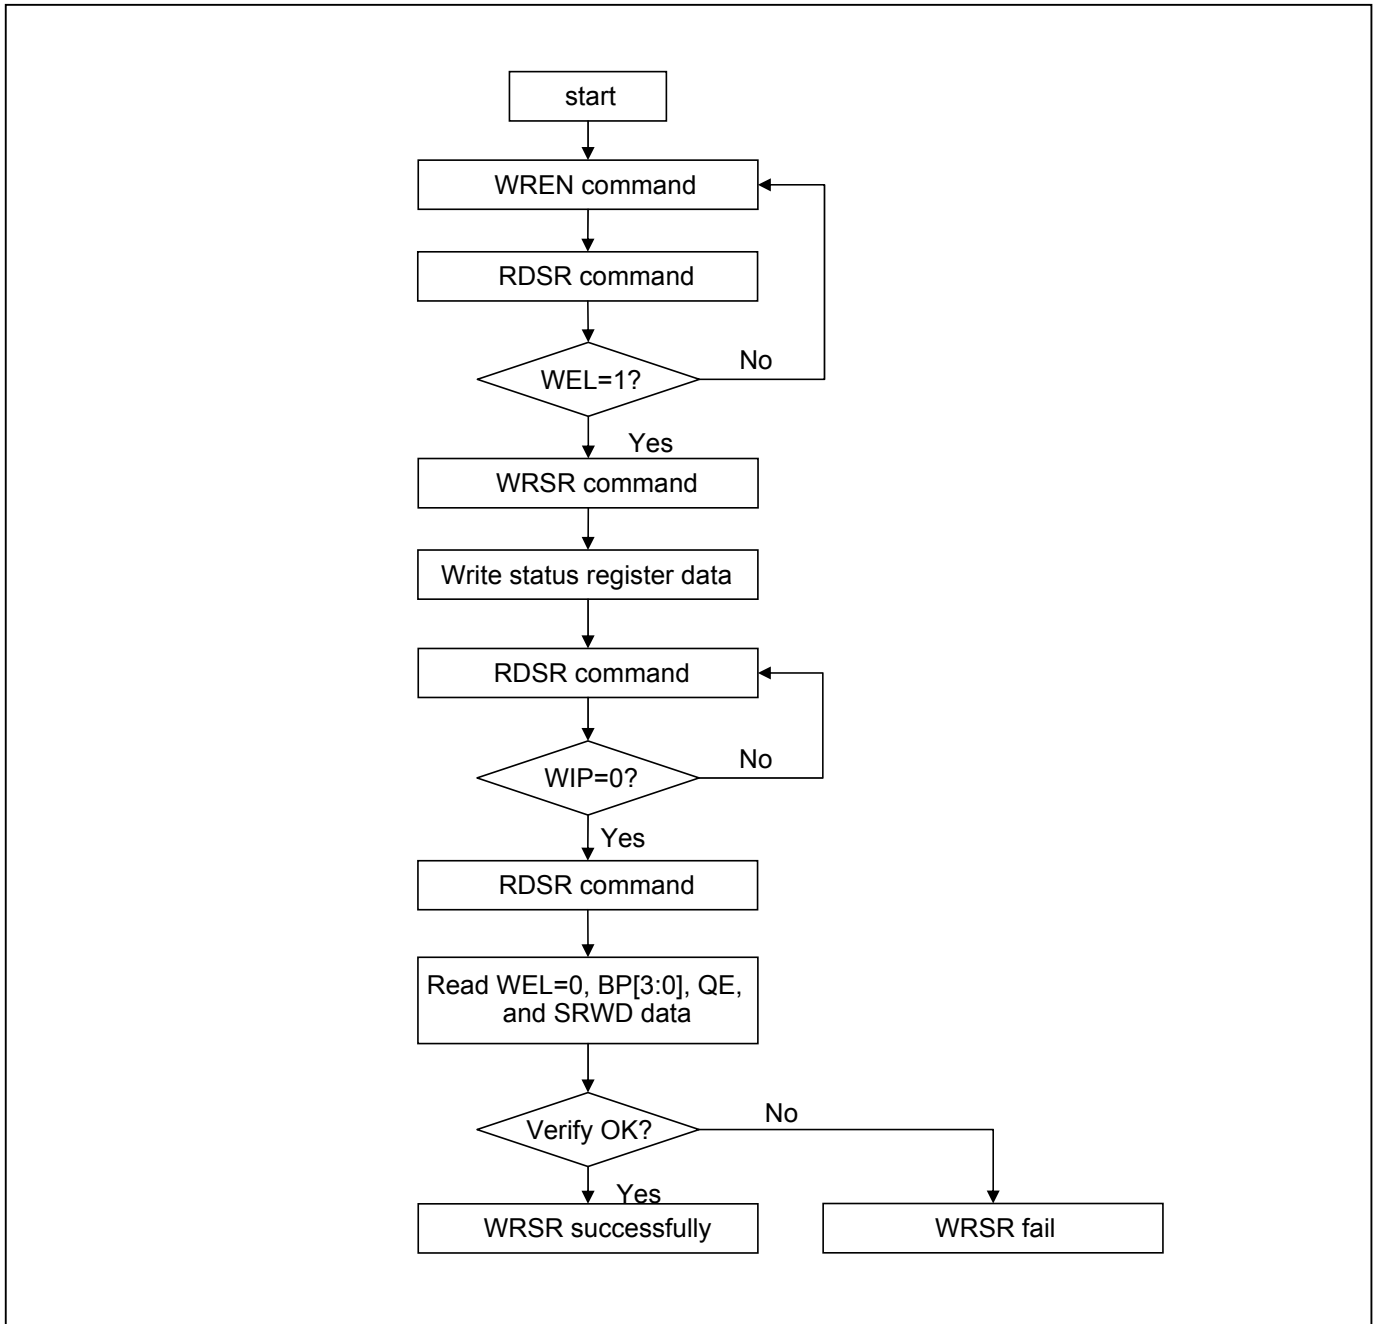 start
WREN command
RDSR command
WEL=1?
No
Yes
WRSR command
Write status register data
RDSR command
WIP=0?
No
Yes
RDSR command
Read WEL=0, BP[3:0], QE,
and SRWD data
Verify OK?
No
Yes
WRSR successfully
WRSR fail